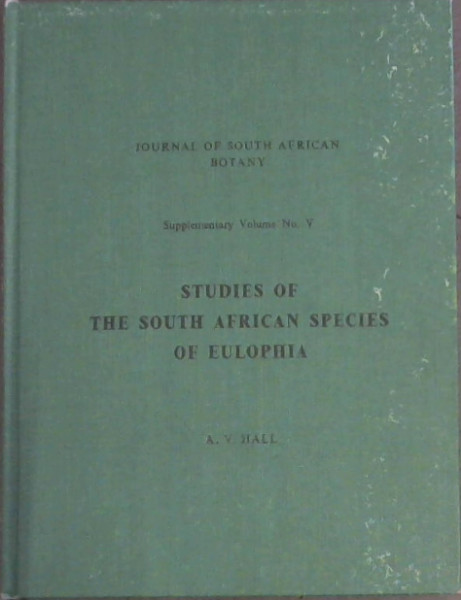 JOURNAL OF SOUTH AFRICAN
BOTANY
Supplementary Volume No. V
STUDIES OF
THE SOUTH AFRICAN SPECIES
OF EULOPHIA
A. V. HALL